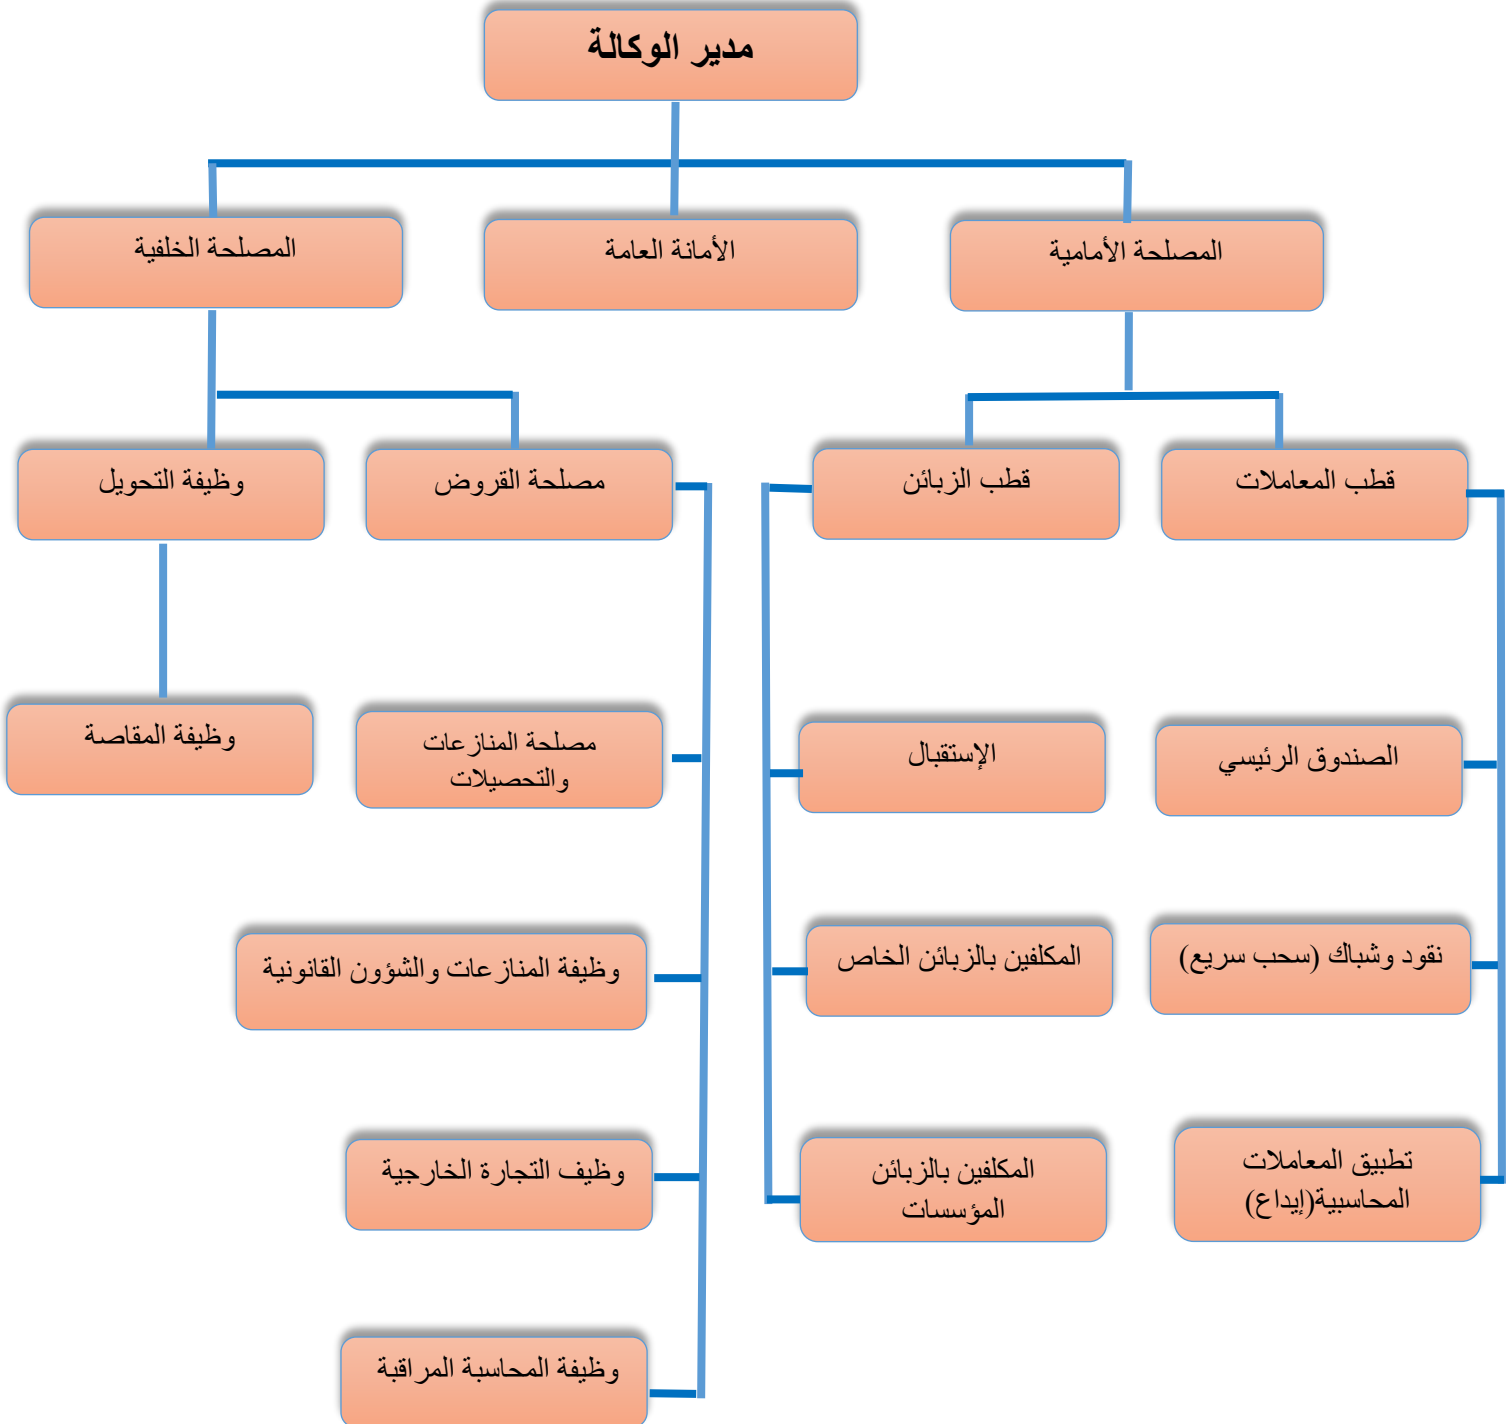 مدير الوكالة
المصلحة الأمامية
الأمانة العامة
المصلحة الخلفية
قطب المعاملات
قطب الزبائن
مصلحة القروض
وظيفة التحويل
الصندوق الرئيسي
الإستقبال
مصلحة المنازعات
والتحصيلات
وظيفة المقاصة
نقود وشباك (سحب سريع)
المكلفين بالزبائن الخاص
وظيفة المنازعات والشؤون القانونية
تطبيق المعاملات
المحاسبية(إيداع)
المكلفين بالزبائن
المؤسسات
وظيف التجارة الخارجية
وظيفة المحاسبة المراقبة